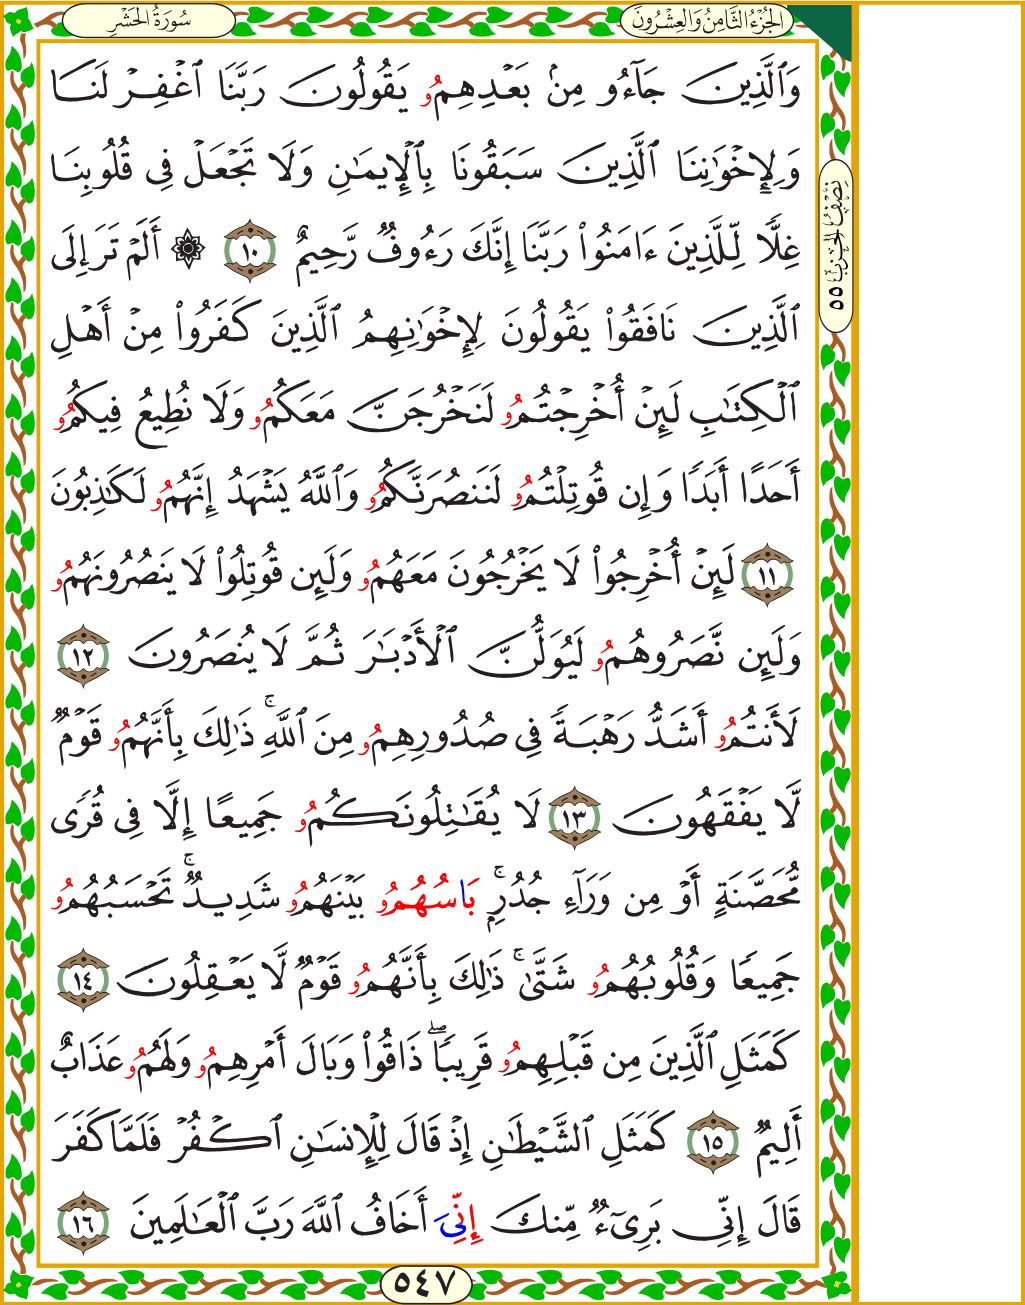 سُورَةُ الحَشْرِ
الجُزْءُ الثَّامِنُ وَالعِشْرُونَ
نِصْفُ الحِزْبِ ٥٥
وَٱلَّذِينَ جَآءُو مِنۢ بَعۡدِهِمُۥ يَقُولُونَ رَبَّنَا ٱغۡفِرۡ لَنَا
وَلِإِخۡوَٰنِنَا ٱلَّذِينَ سَبَقُونَا بِٱلۡإِيمَٰنِ وَلَا تَجۡعَلۡ فِي قُلُوبِنَا
غِلّٗا لِّلَّذِينَ ءَامَنُواْ رَبَّنَآ إِنَّكَ رَءُوفٞ رَّحِيمٌ ١٠ ۞ أَلَمۡ تَرَ إِلَى
ٱلَّذِينَ نَافَقُواْ يَقُولُونَ لِإِخۡوَٰنِهِمُ ٱلَّذِينَ كَفَرُواْ مِنۡ أَهۡلِ
ٱلۡكِتَٰبِ لَئِنۡ أُخۡرِجۡتُمُۥ لَنَخۡرُجَنَّ مَعَكُمُۥ وَلَا نُطِيعُ فِيكُمُۥ
أَحَدًا أَبَدٗا وَإِن قُوتِلۡتُمُۥ لَنَنصُرَنَّكُمُۥ وَٱللَّهُ يَشۡهَدُ إِنَّهُمُۥ لَكَٰذِبُونَ
١١ لَئِنۡ أُخۡرِجُواْ لَا يَخۡرُجُونَ مَعَهُمُۥ وَلَئِن قُوتِلُواْ لَا يَنصُرُونَهُمُۥ
وَلَئِن نَّصَرُوهُمُۥ لَيُوَلُّنَّ ٱلۡأَدۡبَٰرَ ثُمَّ لَا يُنصَرُونَ ١٢
لَأَنتُمُۥ أَشَدُّ رَهۡبَةٗ فِي صُدُورِهِمُۥ مِنَ ٱللَّهِۚ ذَٰلِكَ بِأَنَّهُمُۥ قَوۡمٞ
لَّا يَفۡقَهُونَ ١٣ لَا يُقَٰتِلُونَكُمُۥ جَمِيعًا إِلَّا فِي قُرٗى
مُّحَصَّنَةٍ أَوۡ مِن وَرَآءِ جُدُرِۭۚ بَاسُهُمُۥ بَيۡنَهُمُۥ شَدِيدٞۚ تَحۡسَبُهُمُۥ
جَمِيعٗا وَقُلُوبُهُمُۥ شَتَّىٰۚ ذَٰلِكَ بِأَنَّهُمُۥ قَوۡمٞ لَّا يَعۡقِلُونَ ١٤
كَمَثَلِ ٱلَّذِينَ مِن قَبۡلِهِمُۥ قَرِيبٗاۖ ذَاقُواْ وَبَالَ أَمۡرِهِمُۥ وَلَهُمُۥ عَذَابٌ
أَلِيمٞ ١٥ كَمَثَلِ ٱلشَّيۡطَٰنِ إِذۡ قَالَ لِلۡإِنسَٰنِ ٱكۡفُرۡ فَلَمَّا كَفَرَ
قَالَ إِنِّي بَرِيٓءٞ مِّنكَ إِنِّيَ أَخَافُ ٱللَّهَ رَبَّ ٱلۡعَٰلَمِينَ ١٦
٥٤٧